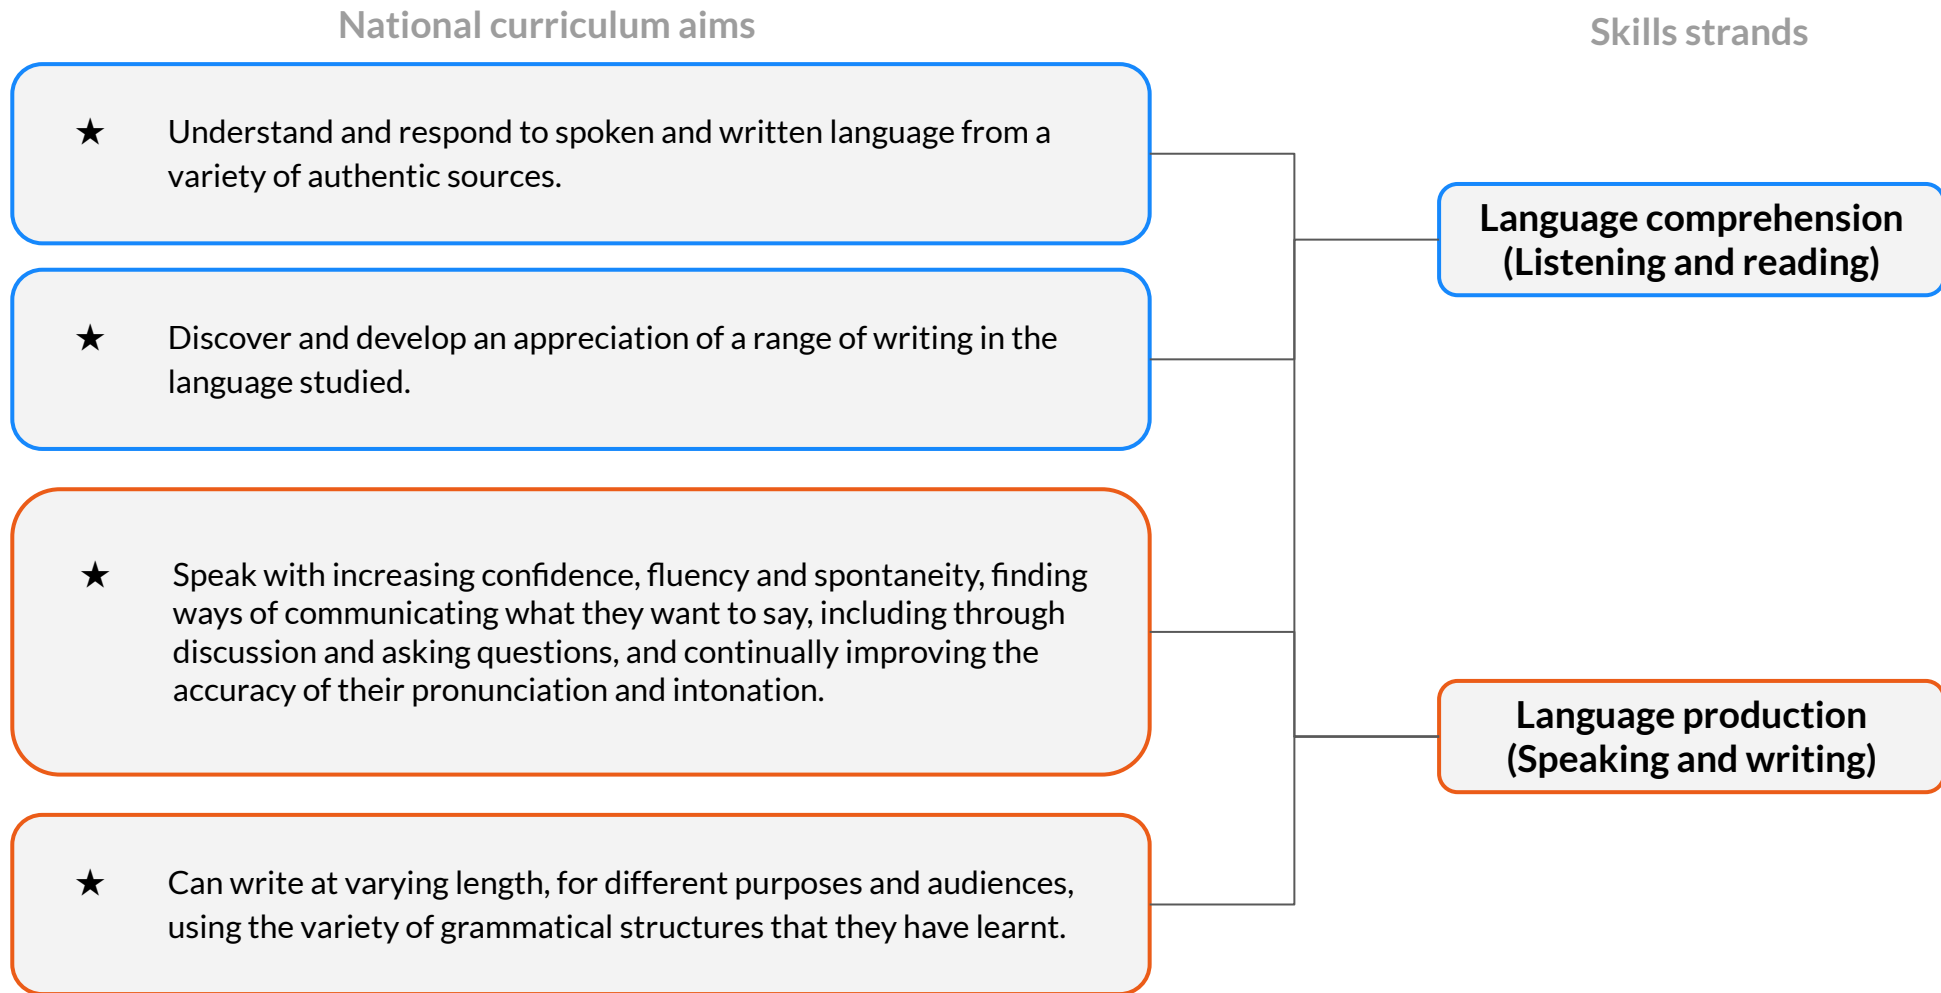 National curriculum aims
Skills strands
★ Understand and respond to spoken and written language from a
variety of authentic sources.
★ Discover and develop an appreciation of a range of writing in the
language studied.
★ Speak with increasing confidence, fluency and spontaneity, finding
ways of communicating what they want to say, including through
discussion and asking questions, and continually improving the
accuracy of their pronunciation and intonation.
★ Can write at varying length, for different purposes and audiences,
using the variety of grammatical structures that they have learnt.
Language comprehension
(Listening and reading)
Language production
(Speaking and writing)